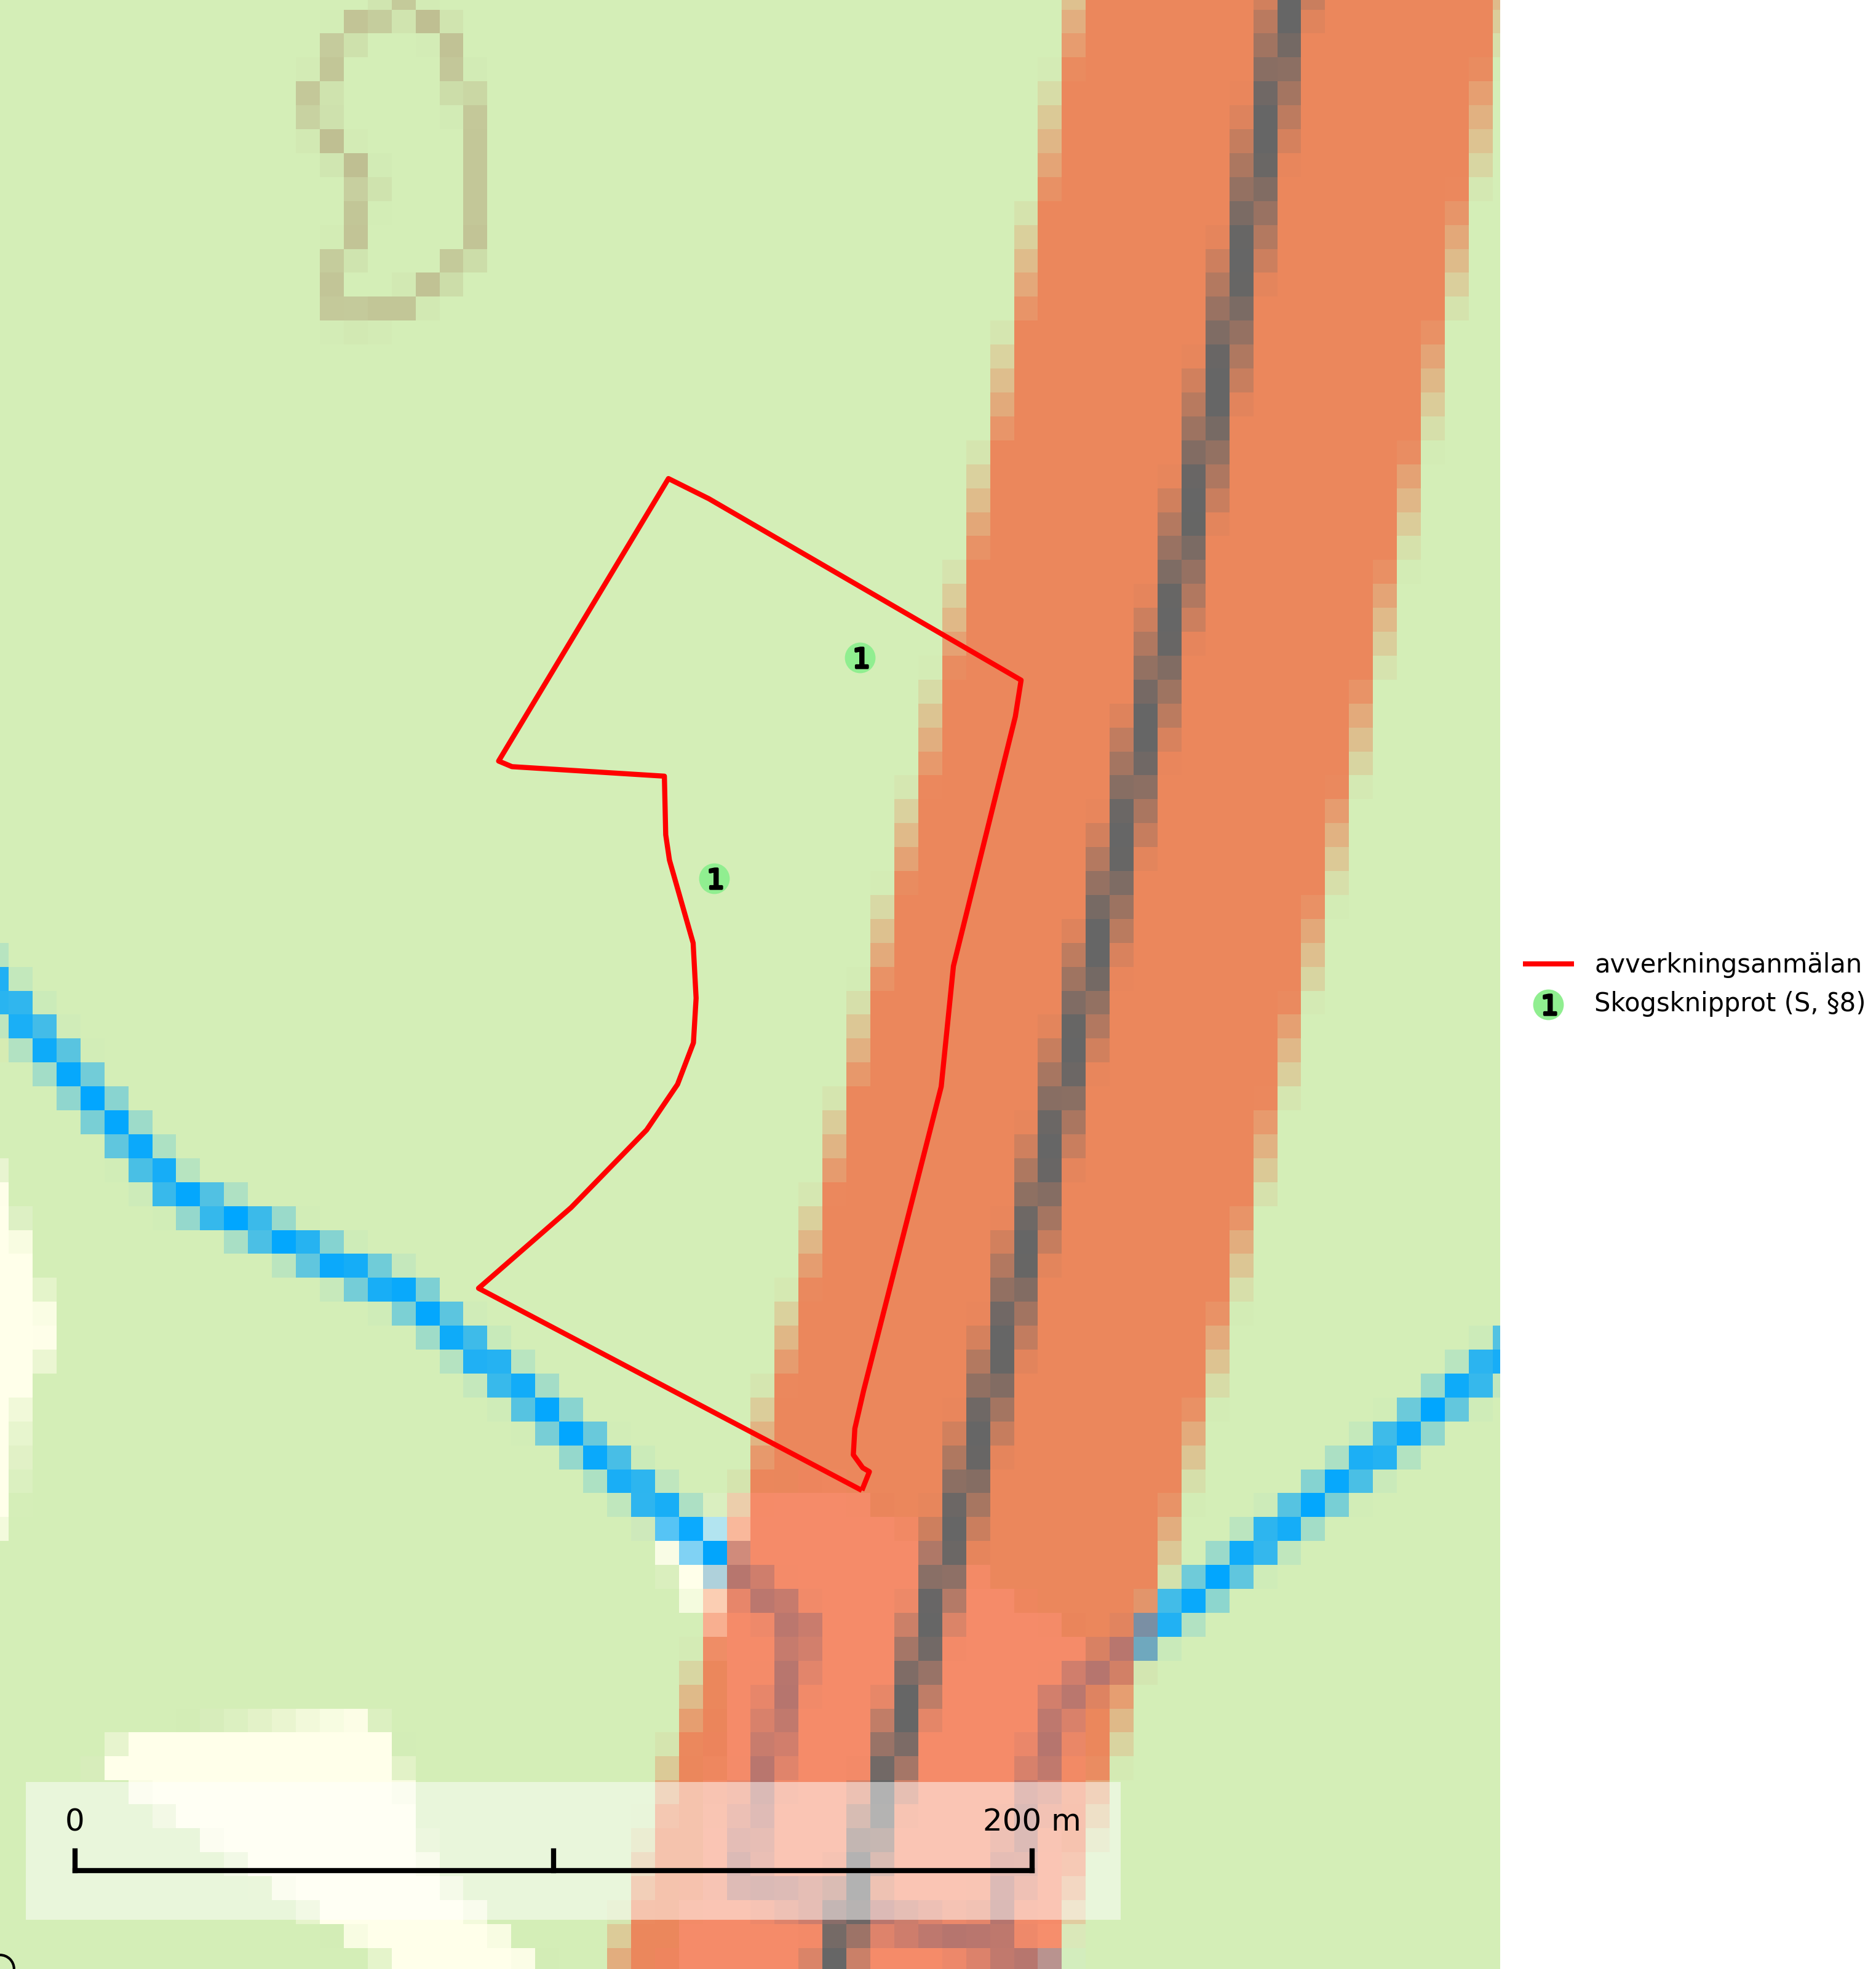 1
1
avverkningsanmälan
1 Skogsknipprot (S, §8)
0 200 m